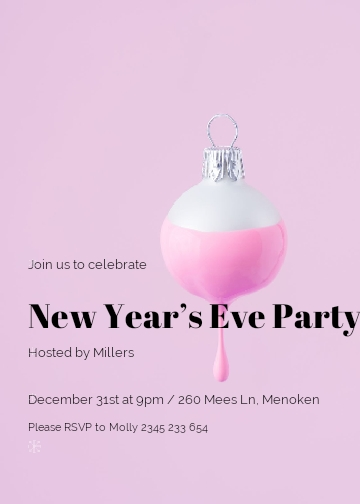 Join us to celebrate
New Year's Eve Party
Hosted by Millers
December 31st at 9pm / 260 Mees Ln, Menoken
Please RSVP to Molly 2345 233 654